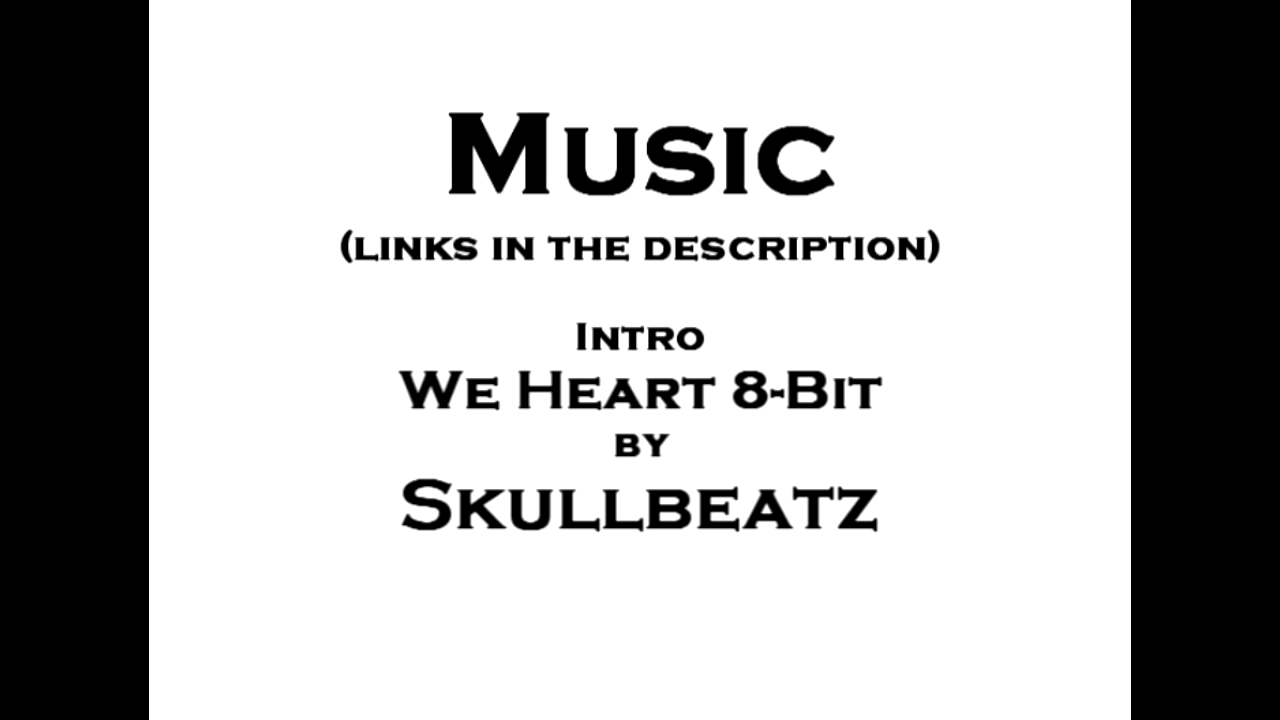 Music
(links in the description)
Intro
We Heart 8-Bit
by
Skullbeatz